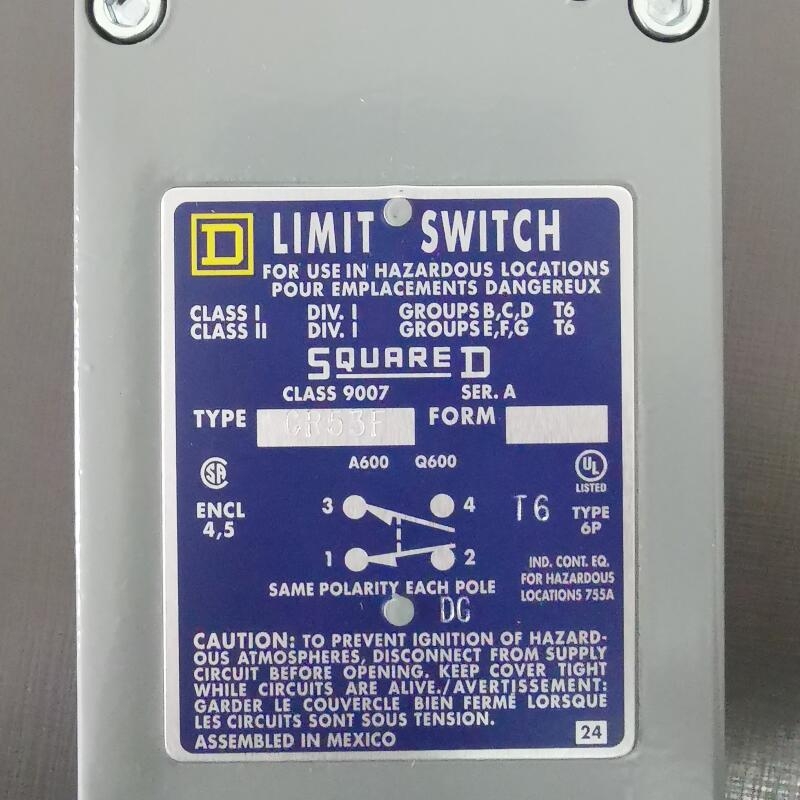 D LIMIT SWITCH
FOR USE IN HAZARDOUS LOCATIONS
POUR EMPLACEMENTS DANGEREUX
CLASS I DIV. I GROUPS B,C,D T6
CLASS II DIV. I GROUPS E,F,G T6
SQUARE D
CLASS 9007 SER. A
TYPE CR53F FORM
A600 Q600
SA
UL
LISTED
ENCL
4,5
3 4
T6 TYPE
6P
1 2
IND. CONT. EQ.
FOR HAZARDOUS
LOCATIONS 755A
SAME POLARITY EACH POLE
DG
CAUTION: TO PREVENT IGNITION OF HAZARD-
OUS ATMOSPHERES, DISCONNECT FROM SUPPLY
CIRCUIT BEFORE OPENING. KEEP COVER TIGHT
WHILE CIRCUITS ARE ALIVE./AVERTISSEMENT:
GARDER LE COUVERCLE BIEN FERMÉ LORSQUE
LES CIRCUITS SONT SOUS TENSION.
ASSEMBLED IN MEXICO 24